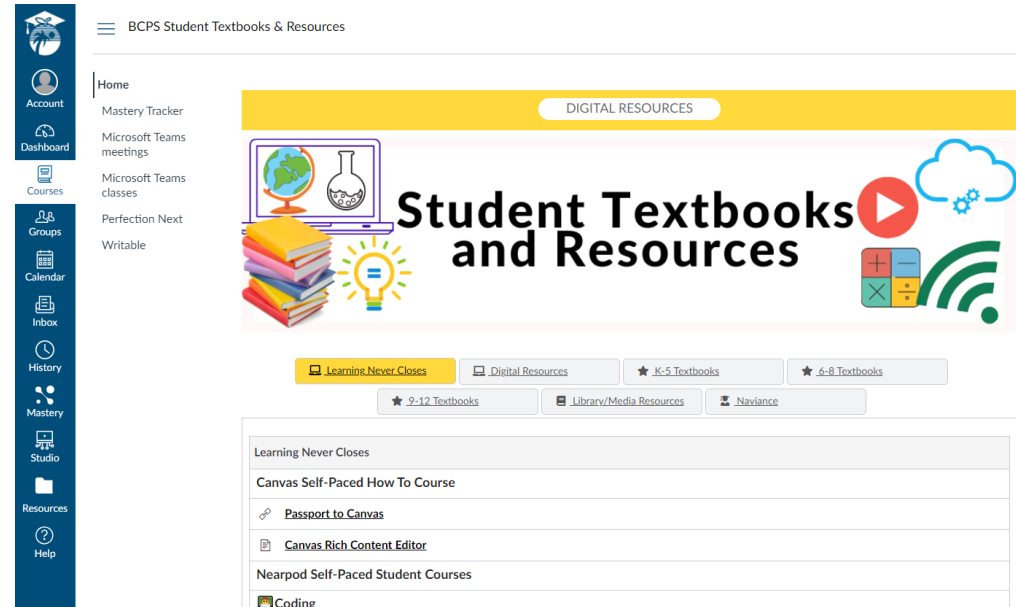 BCPS Student Textbooks & Resources
Account
Dashboard
Courses
Groups
Calendar
Inbox
History
Mastery
Studio
Resources
Help
Home
Mastery Tracker
Microsoft Teams
meetings
Microsoft Teams
classes
Perfection Next
Writable
DIGITAL RESOURCES
Student Textbooks
and Resources
Learning Never Closes
Digital Resources
K-5 Textbooks
6-8 Textbooks
9-12 Textbooks
Library/Media Resources
Naviance
Learning Never Closes
Canvas Self-Paced How To Course
Passport to Canvas
Canvas Rich Content Editor
Nearpod Self-Paced Student Courses
Coding